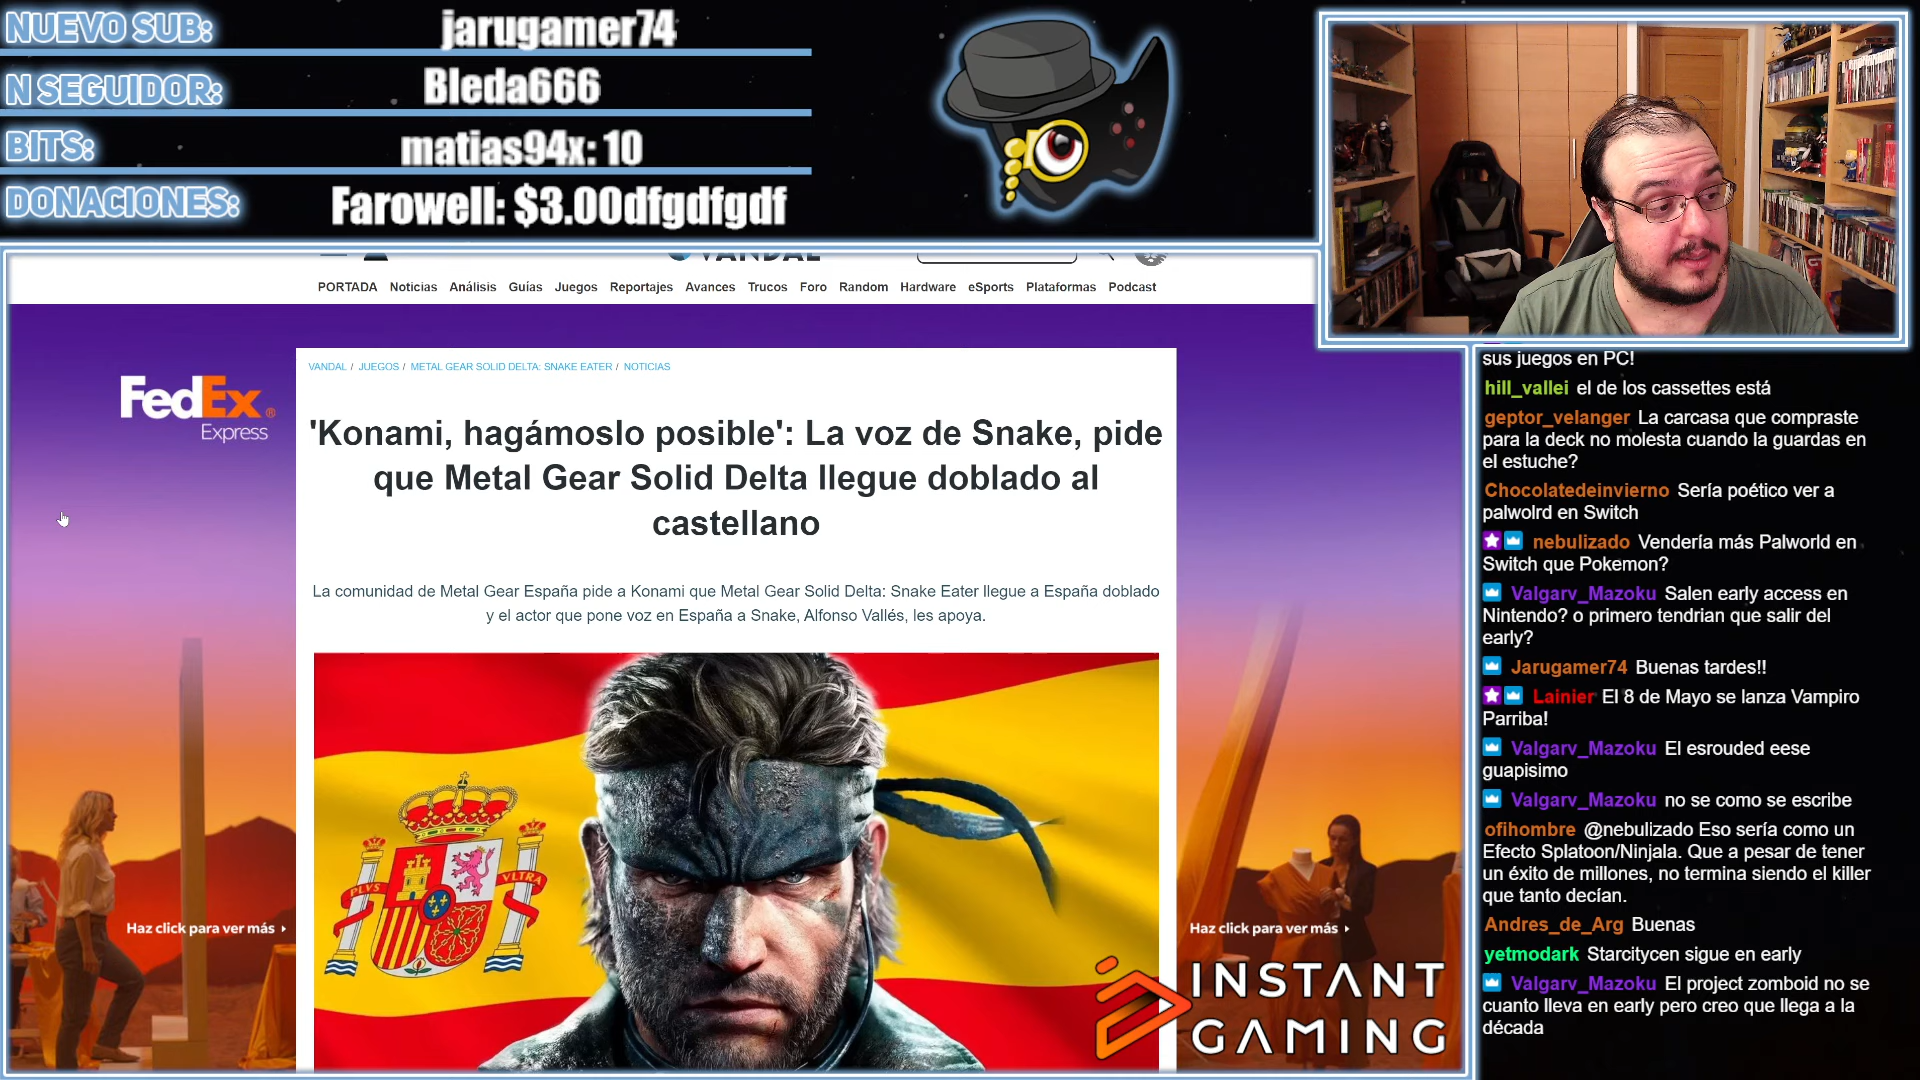 NUEVO SUB: jarugamer74
N SEGUIDOR: Bleda666
BITS: matias94x: 10
DONACIONES: Farowell: $3.00dfgdfgdf
VANDAL
PORTADA Noticias Análisis Guías Juegos Reportajes Avances Trucos Foro Random Hardware eSports Plataformas Podcast
FedEx®
Express
VANDAL / JUEGOS / METAL GEAR SOLID DELTA: SNAKE EATER / NOTICIAS
'Konami, hagámoslo posible': La voz de Snake, pide
que Metal Gear Solid Delta llegue doblado al
castellano
La comunidad de Metal Gear España pide a Konami que Metal Gear Solid Delta: Snake Eater llegue a España doblado
y el actor que pone voz en España a Snake, Alfonso Vallés, les apoya.
PLVS VLTRA
Haz click para ver más
Haz click para ver más
INSTANT
GAMING
sus juegos en PC!
hill_vallei el de los cassettes está
geptor_velanger La carcasa que compraste
para la deck no molesta cuando la guardas en
el estuche?
Chocolatedeinvierno Sería poético ver a
palwolrd en Switch
nebulizado Vendería más Palworld en
Switch que Pokemon?
Valgarv_Mazoku Salen early access en
Nintendo? o primero tendrian que salir del
early?
Jarugamer74 Buenas tardes!!
Lainier El 8 de Mayo se lanza Vampiro
Parriba!
Valgarv_Mazoku El esrouded eese
guapisimo
Valgarv_Mazoku no se como se escribe
ofihombre @nebulizado Eso sería como un
Efecto Splatoon/Ninjala. Que a pesar de tener
un éxito de millones, no termina siendo el killer
que tanto decían.
Andres_de_Arg Buenas
yetmodark Starcitycen sigue en early
Valgarv_Mazoku El project zomboid no se
cuanto lleva en early pero creo que llega a la
década